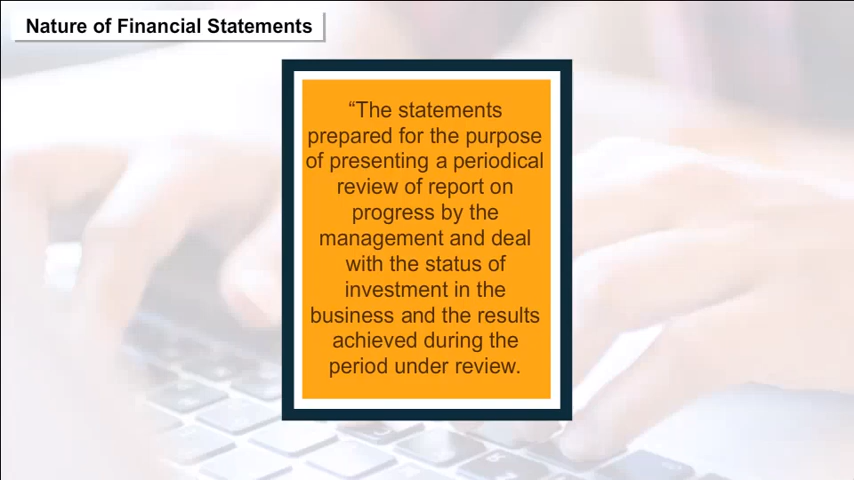 Nature of Financial Statements
“The statements
prepared for the purpose
of presenting a periodical
review of report on
progress by the
management and deal
with the status of
investment in the
business and the results
achieved during the
period under review.